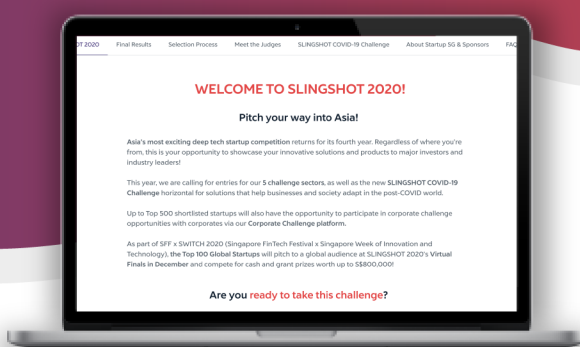 OT 2020 Final Results Selection Process Meet the Judges SLINGSHOT COVID-19 Challenge About Startup SG & Sponsors FAQ
WELCOME TO SLINGSHOT 2020!
Pitch your way into Asia!
Asia's most exciting deep tech startup competition returns for its fourth year. Regardless of where you're
from, this is your opportunity to showcase your innovative solutions and products to major investors and
industry leaders!
This year, we are calling for entries for our 5 challenge sectors, as well as the new SLINGSHOT COVID-19
Challenge horizontal for solutions that help businesses and society adapt in the post-COVID world.
Up to Top 500 shortlisted startups will also have the opportunity to participate in corporate challenge
opportunities with corporates via our Corporate Challenge platform.
As part of SFF x SWITCH 2020 (Singapore FinTech Festival x Singapore Week of Innovation and
Technology), the Top 100 Global Startups will pitch to a global audience at SLINGSHOT 2020's Virtual
Finals in December and compete for cash and grant prizes worth up to S$800,000!
Are you ready to take this challenge?